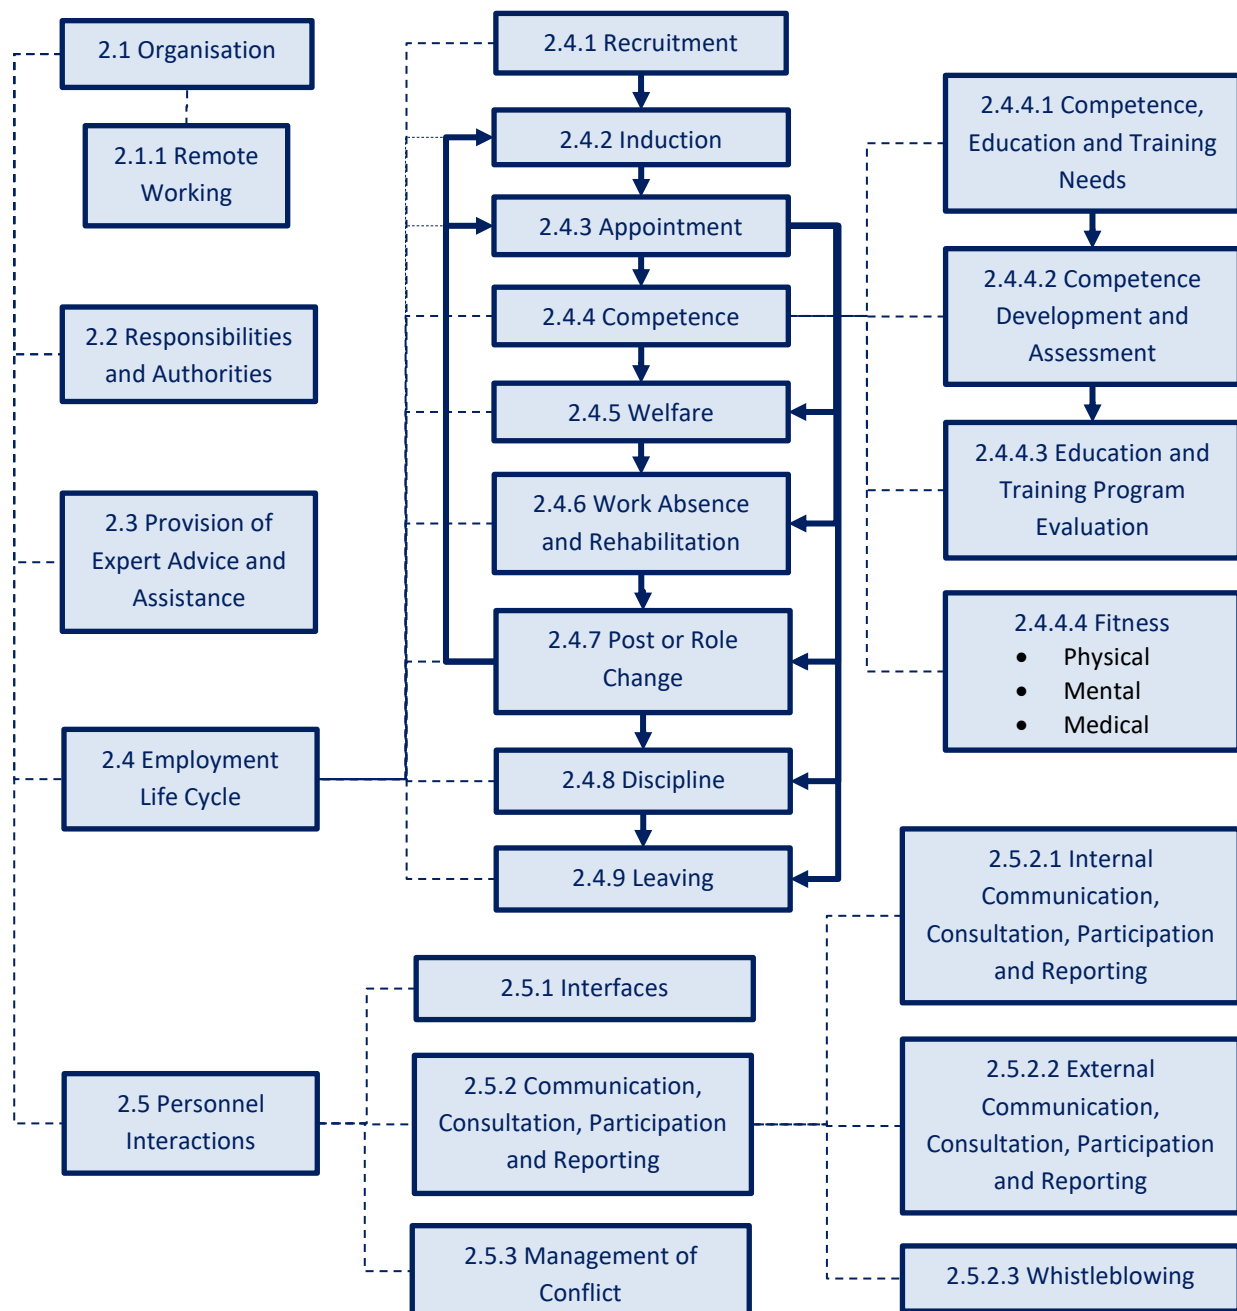 2.1 Organisation
2.1.1 Remote
Working
2.2 Responsibilities
and Authorities
2.3 Provision of
Expert Advice and
Assistance
2.4 Employment
Life Cycle
2.5 Personnel
Interactions
2.4.1 Recruitment
2.4.2 Induction
2.4.3 Appointment
2.4.4 Competence
2.4.5 Welfare
2.4.6 Work Absence
and Rehabilitation
2.4.7 Post or Role
Change
2.4.8 Discipline
2.4.9 Leaving
2.4.4.1 Competence,
Education and Training
Needs
2.4.4.2 Competence
Development and
Assessment
2.4.4.3 Education and
Training Program
Evaluation
2.4.4.4 Fitness
• Physical
• Mental
• Medical
2.5.1 Interfaces
2.5.2 Communication,
Consultation, Participation
and Reporting
2.5.3 Management of
Conflict
2.5.2.1 Internal
Communication,
Consultation, Participation
and Reporting
2.5.2.2 External
Communication,
Consultation, Participation
and Reporting
2.5.2.3 Whistleblowing